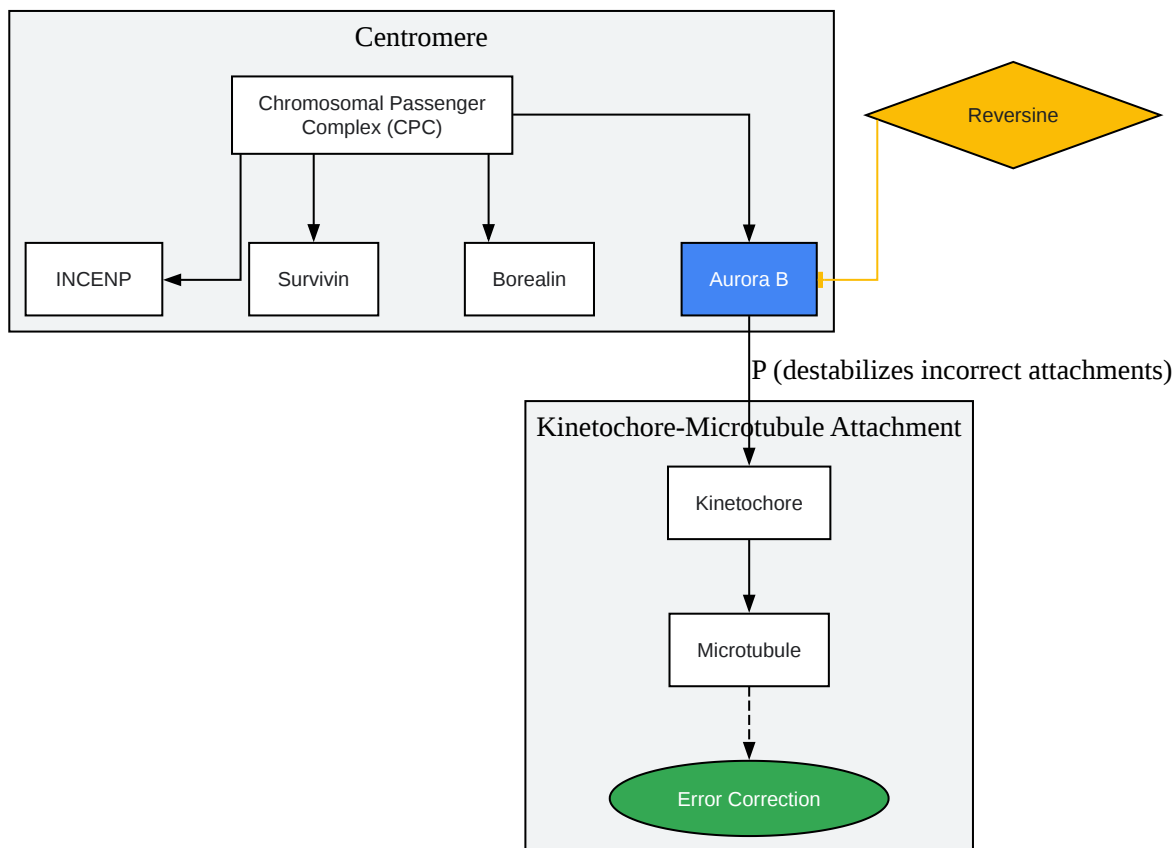 Centromere
Chromosomal Passenger
Complex (CPC)
Reversine
INCENP
Survivin
Borealin
Aurora B
P (destabilizes incorrect attachments)
Kinetochore-Microtubule Attachment
Kinetochore
Microtubule
Error Correction